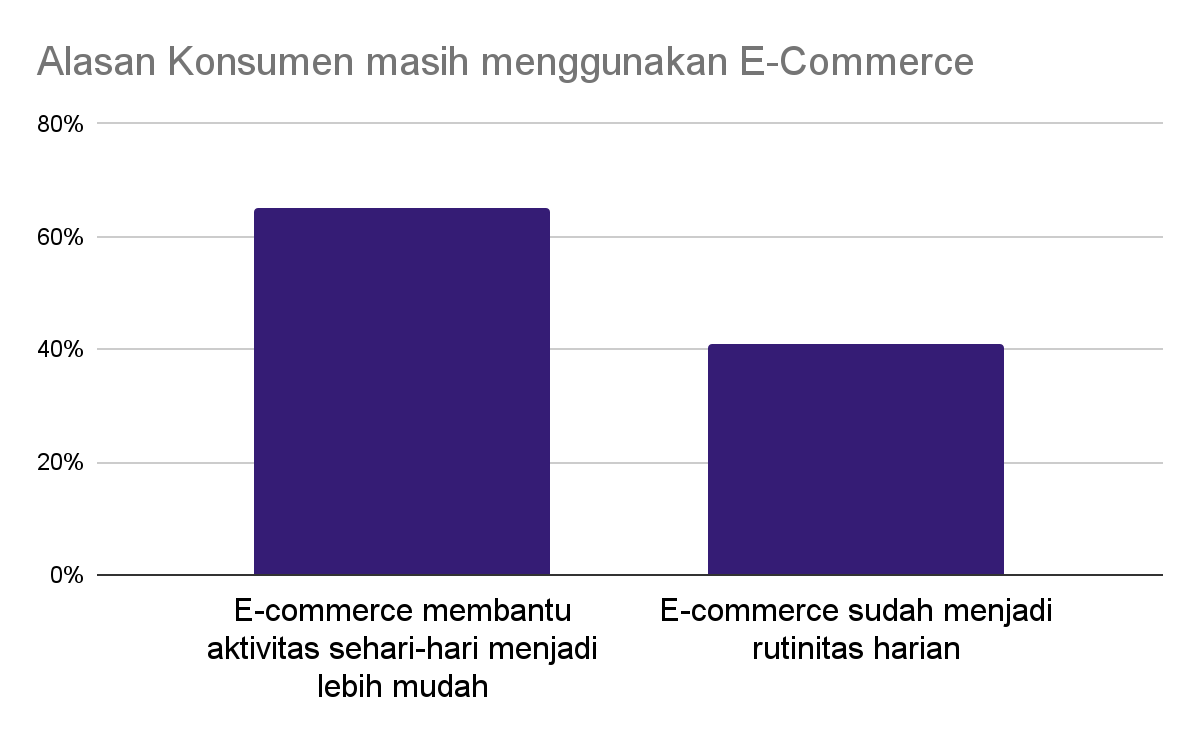 Alasan Konsumen masih menggunakan E-Commerce
80%
60%
40%
20%
0%
E-commerce membantu
aktivitas sehari-hari menjadi
lebih mudah
E-commerce sudah menjadi
rutinitas harian